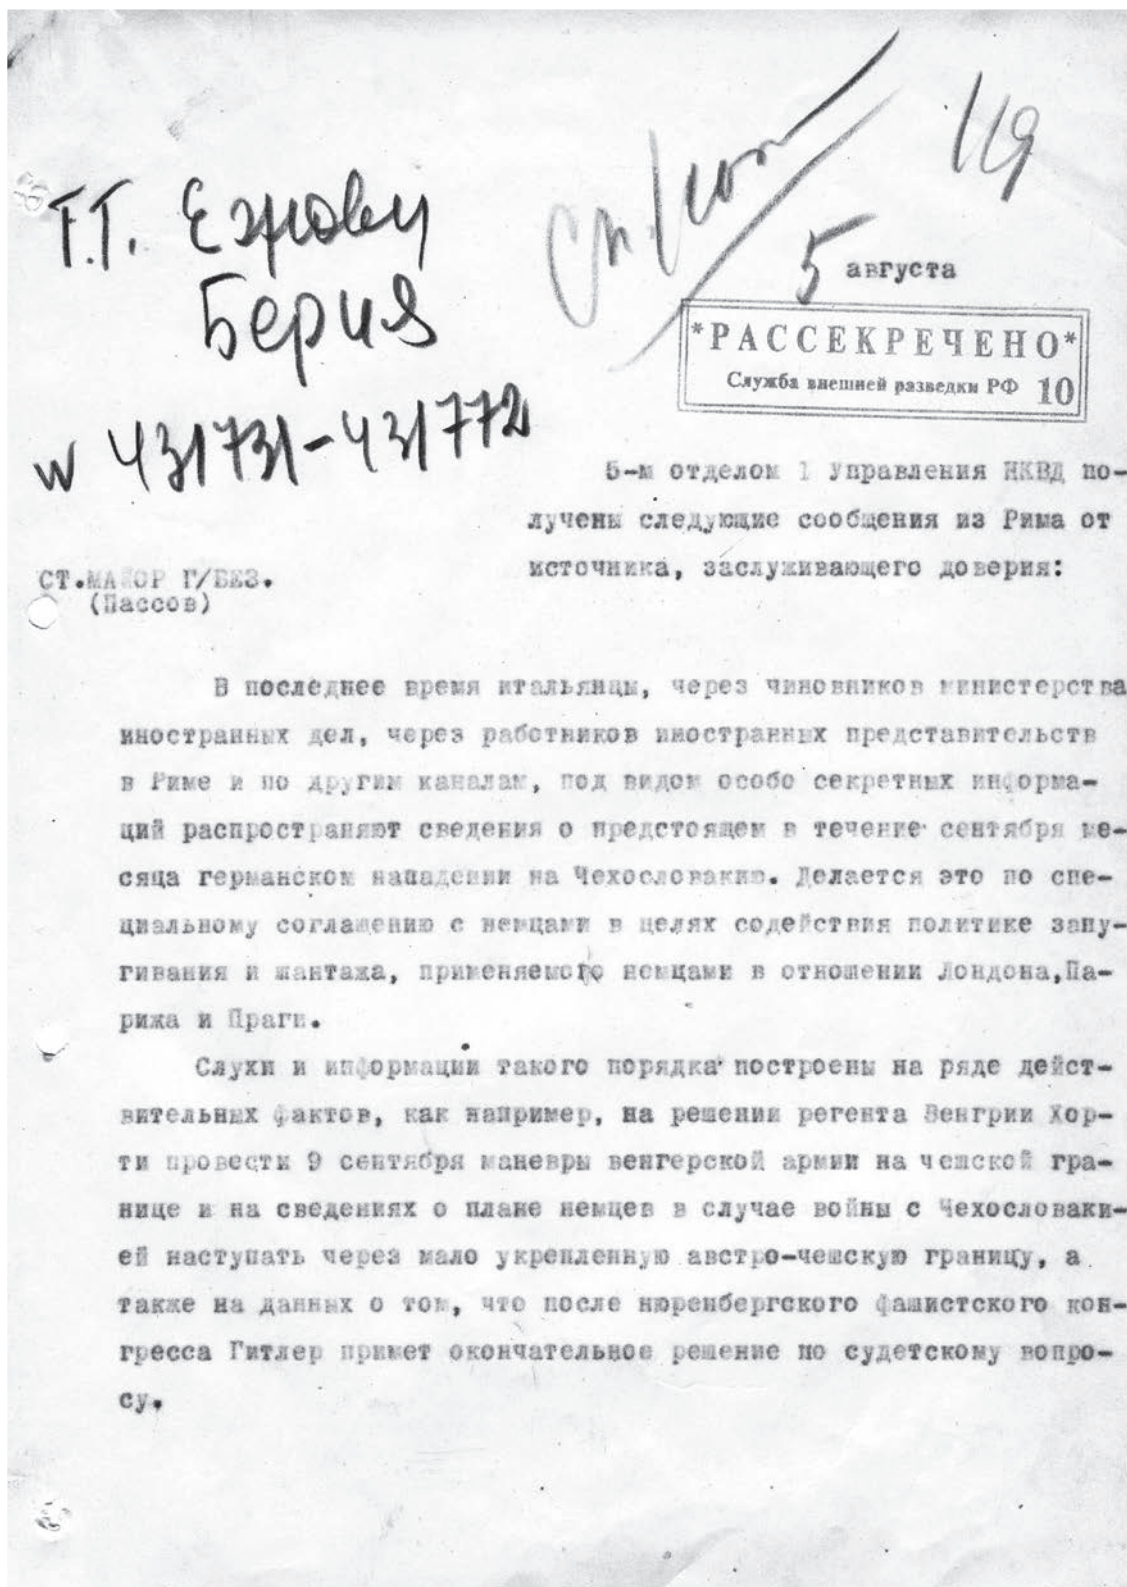 119
Т.Т. Ежову
Берия
5 августа
*РАССЕКРЕЧЕНО*
Служба внешней разведки РФ 10
№ 431731-431772
5-м отделом 1 Управления НКВД по-
лучены следующие сообщения из Рима от
источника, заслуживающего доверия:
СТ.МАЙОР Г/БЕЗ.
(Пассов)
В последнее время итальянцы, через чиновников министерства
иностранных дел, через работников иностранных представительств
в Риме и по другим каналам, под видом особо секретных информа-
ций распространяют сведения о предстоящем в течение сентября ме-
сяца германском нападении на Чехословакию. Делается это по спе-
циальному соглашению с немцами в целях содействия политике запу-
гивания и шантажа, применяемого немцами в отношении Лондона,Па-
рижа и Праги.
Слухи и информации такого порядка построены на ряде дейст-
вительных фактов, как например, на решении регента Венгрии Хор-
ти провести 9 сентября маневры венгерской армии на чешской гра-
нице и на сведениях о плане немцев в случае войны с Чехословаки-
ей наступать через мало укрепленную австро-чешскую границу, а
также на данных о том, что после нюренбергского фашистского кон-
гресса Гитлер примет окончательное решение по судетскому вопро-
су.